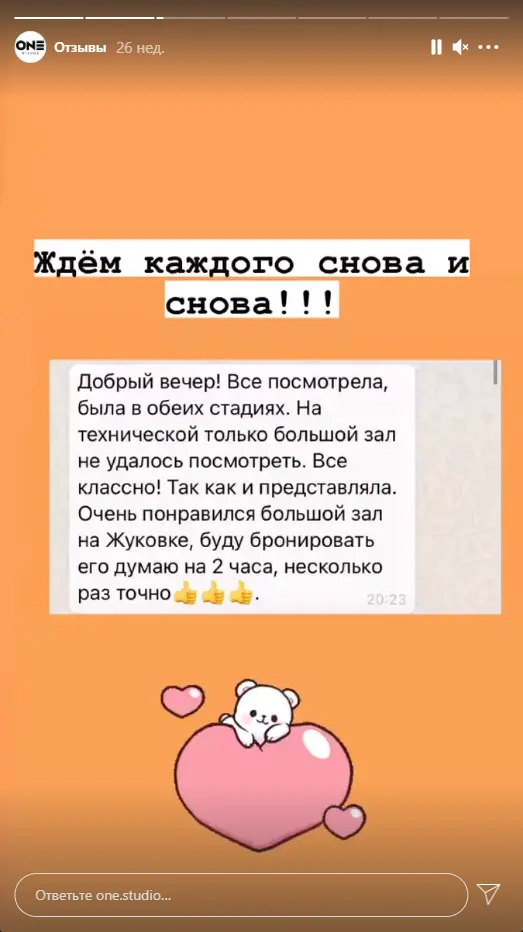 ONE
Отзывы 26 нед.
Ждём каждого снова и
снова!!!
Добрый вечер! Все посмотрела,
была в обеих стадиях. На
технической только большой зал
не удалось посмотреть. Все
классно! Так как и представляла.
Очень понравился большой зал
на Жуковке, буду бронировать
его думаю на 2 часа, несколько
раз точно👍👍👍.
20:23
Ответьте one.studio...